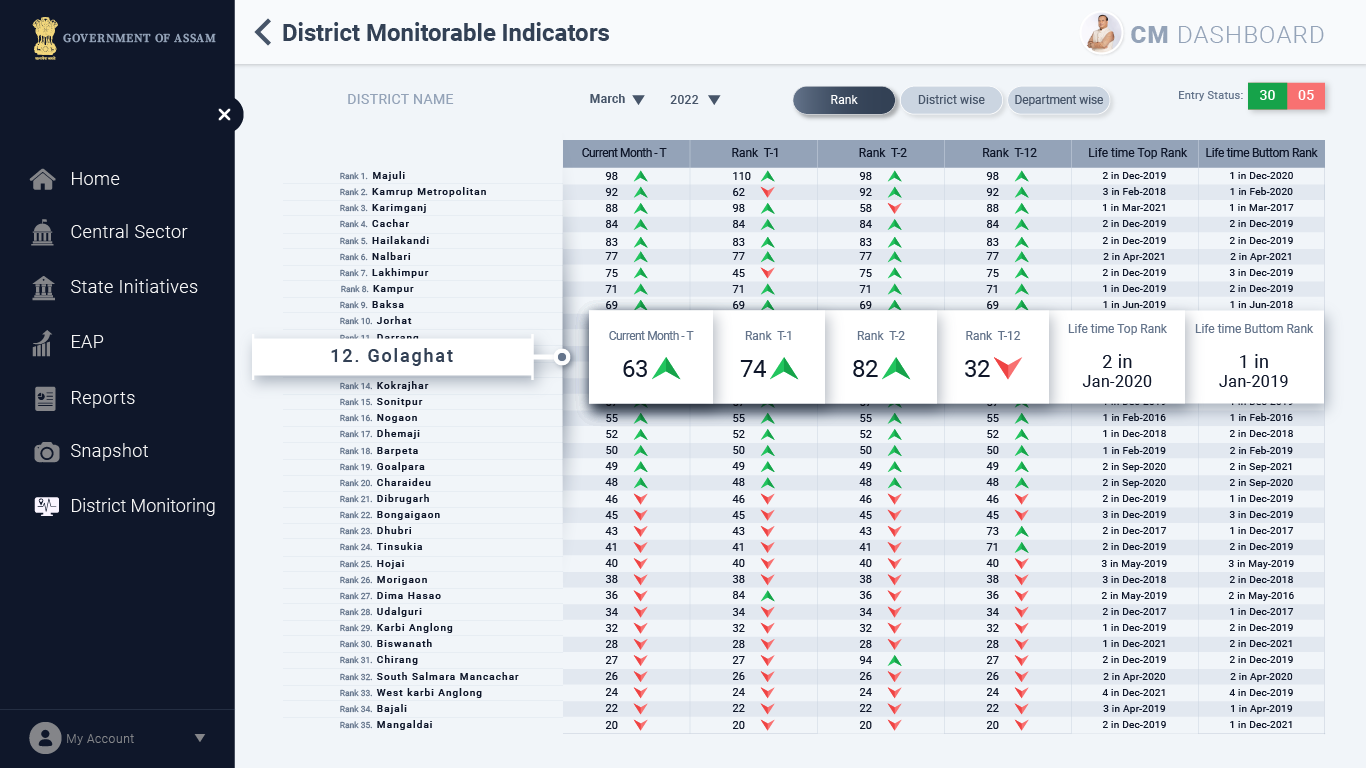 GOVERNMENT OF ASSAM
District Monitorable Indicators
CM DASHBOARD
DISTRICT NAME
March
2022
Rank
District wise
Department wise
Entry Status: 30 05
Home
Central Sector
State Initiatives
EAP
Reports
Snapshot
District Monitoring
My Account
Current Month - T Rank T-1 Rank T-2 Rank T-12 Life time Top Rank Life time Buttom Rank
Rank 1. Majuli 98 110 98 98 2 in Dec-2019 1 in Dec-2020
Rank 2. Kamrup Metropolitan 92 62 92 92 3 in Feb-2018 1 in Feb-2020
Rank 3. Karimganj 88 98 58 88 1 in Mar-2021 1 in Mar-2017
Rank 4. Cachar 84 84 84 84 2 in Dec-2019 2 in Dec-2019
Rank 5. Hailakandi 83 83 83 83 2 in Dec-2019 2 in Dec-2019
Rank 6. Nalbari 77 77 77 77 2 in Apr-2021 2 in Apr-2021
Rank 7. Lakhimpur 75 45 75 75 2 in Dec-2019 3 in Dec-2019
Rank 8. Kampur 71 71 71 71 1 in Dec-2019 2 in Dec-2019
Rank 9. Baksa 69 69 69 69 1 in Jun-2019 1 in Jun-2018
Rank 10. Jorhat
Rank 11. Darrang
12. Golaghat
Current Month - T Rank T-1 Rank T-2 Rank T-12 Life time Top Rank Life time Buttom Rank
63 74 82 32 2 in Jan-2020 1 in Jan-2019
Rank 14. Kokrajhar
Rank 15. Sonitpur
Rank 16. Nogaon 55 55 55 55 1 in Feb-2016 1 in Feb-2016
Rank 17. Dhemaji 52 52 52 52 1 in Dec-2018 2 in Dec-2018
Rank 18. Barpeta 50 50 50 50 1 in Feb-2019 2 in Feb-2019
Rank 19. Goalpara 49 49 49 49 2 in Sep-2020 2 in Sep-2021
Rank 20. Charaideu 48 48 48 48 2 in Sep-2020 2 in Sep-2020
Rank 21. Dibrugarh 46 46 46 46 2 in Dec-2019 1 in Dec-2019
Rank 22. Bongaigaon 45 45 45 45 3 in Dec-2019 3 in Dec-2019
Rank 23. Dhubri 43 43 43 73 2 in Dec-2017 1 in Dec-2017
Rank 24. Tinsukia 41 41 41 71 2 in Dec-2019 2 in Dec-2019
Rank 25. Hojai 40 40 40 40 3 in May-2019 3 in May-2019
Rank 26. Morigaon 38 38 38 38 3 in Dec-2018 2 in Dec-2018
Rank 27. Dima Hasao 36 84 36 36 2 in May-2019 2 in May-2016
Rank 28. Udalguri 34 34 34 34 2 in Dec-2017 1 in Dec-2017
Rank 29. Karbi Anglong 32 32 32 32 1 in Dec-2019 1 in Dec-2019
Rank 30. Biswanath 28 28 28 28 1 in Dec-2021 2 in Dec-2021
Rank 31. Chirang 27 27 94 27 2 in Dec-2019 2 in Dec-2019
Rank 32. South Salmara Mancachar 26 26 26 26 2 in Apr-2020 2 in Apr-2020
Rank 33. West karbi Anglong 24 24 24 24 4 in Dec-2021 4 in Dec-2019
Rank 34. Bajali 22 22 22 22 3 in Apr-2019 1 in Apr-2019
Rank 35. Mangaldai 20 20 20 20 2 in Dec-2019 1 in Dec-2021